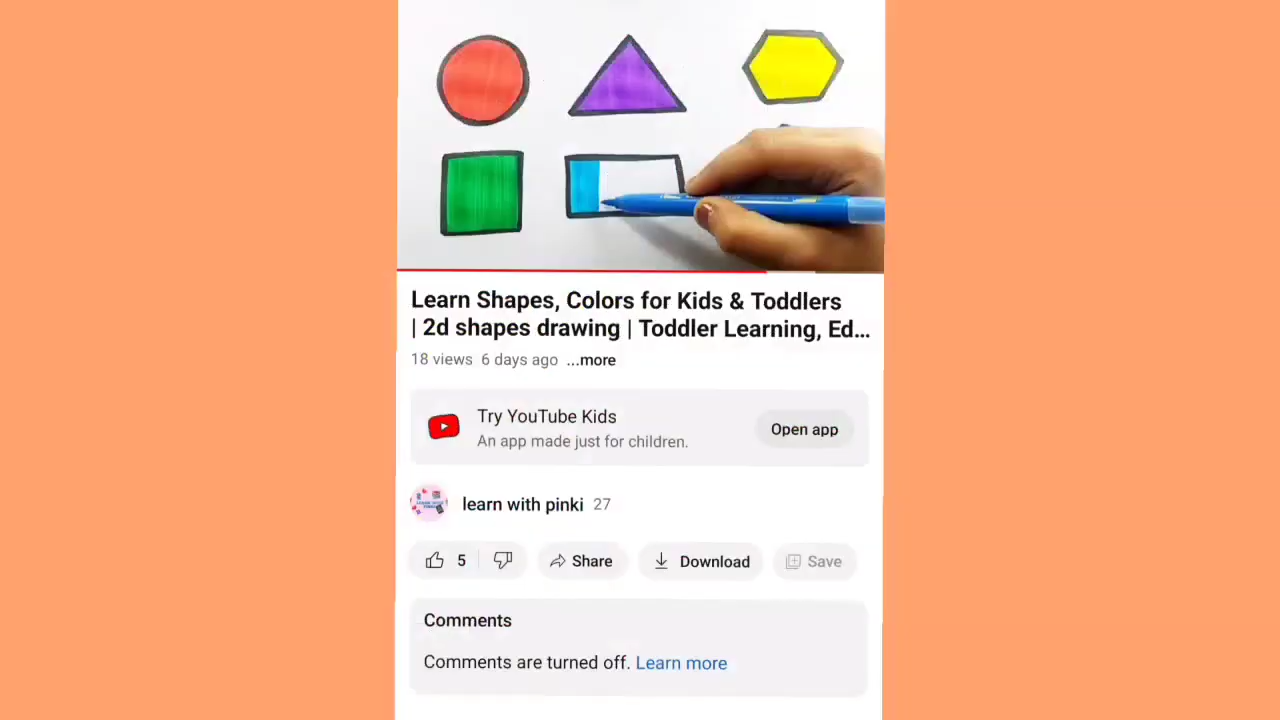 Learn Shapes, Colors for Kids & Toddlers
| 2d shapes drawing | Toddler Learning, Ed...
18 views 6 days ago ...more
Try YouTube Kids
An app made just for children.
Open app
learn with pinki 27
5 Share Download Save
Comments
Comments are turned off. Learn more